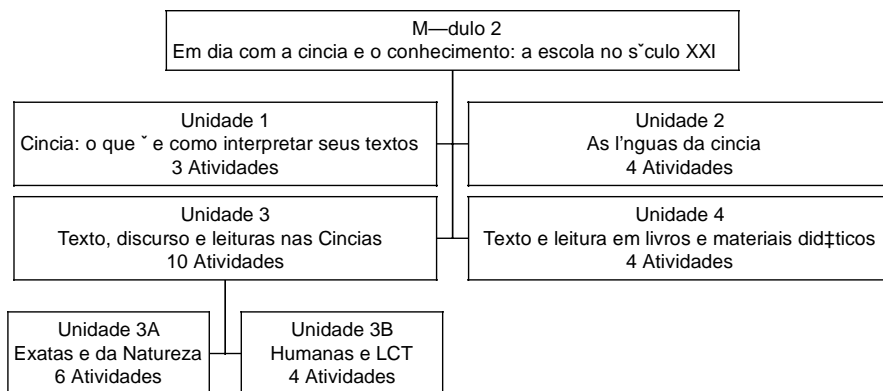 M—dulo 2
Em dia com a cincia e o conhecimento: a escola no sˇculo XXI
Unidade 1
Cincia: o que ˇ e como interpretar seus textos
3 Atividades
Unidade 2
As l'nguas da cincia
4 Atividades
Unidade 3
Texto, discurso e leituras nas Cincias
10 Atividades
Unidade 4
Texto e leitura em livros e materiais did‡ticos
4 Atividades
Unidade 3A
Exatas e da Natureza
6 Atividades
Unidade 3B
Humanas e LCT
4 Atividades